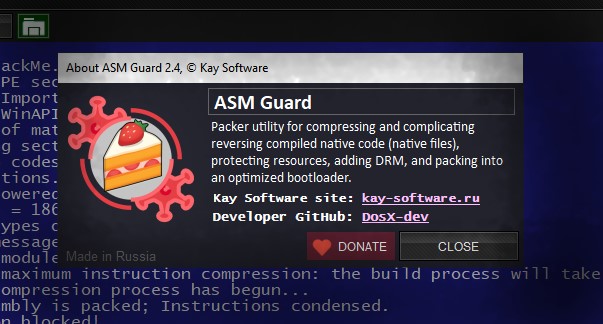 About ASM Guard 2.4, © Kay Software
ackMe.
PE sec
Import
WinAPI
of mat
g sect
codes
tions.
owered
= 186
ypes o
message
module
ASM Guard
Packer utility for compressing and complicating
reversing compiled native code (native files),
protecting resources, adding DRM, and packing into
an optimized bootloader.
Kay Software site: kay-software.ru
Developer GitHub: DosX-dev
DONATE
CLOSE
Made in Russia
maximum instruction compression: the build process will take
ompression process has begun...
mbly is packed; Instructions condensed.
n blocked!